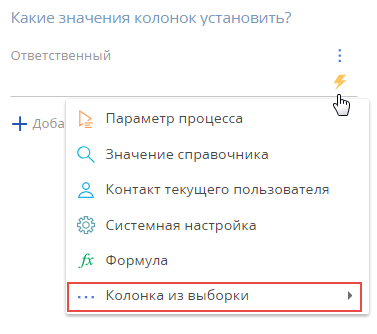 Какие значения колонок установить?
Ответственный
Доба
Параметр процесса
Значение справочника
Контакт текущего пользователя
Системная настройка
fx Формула
Колонка из выборки